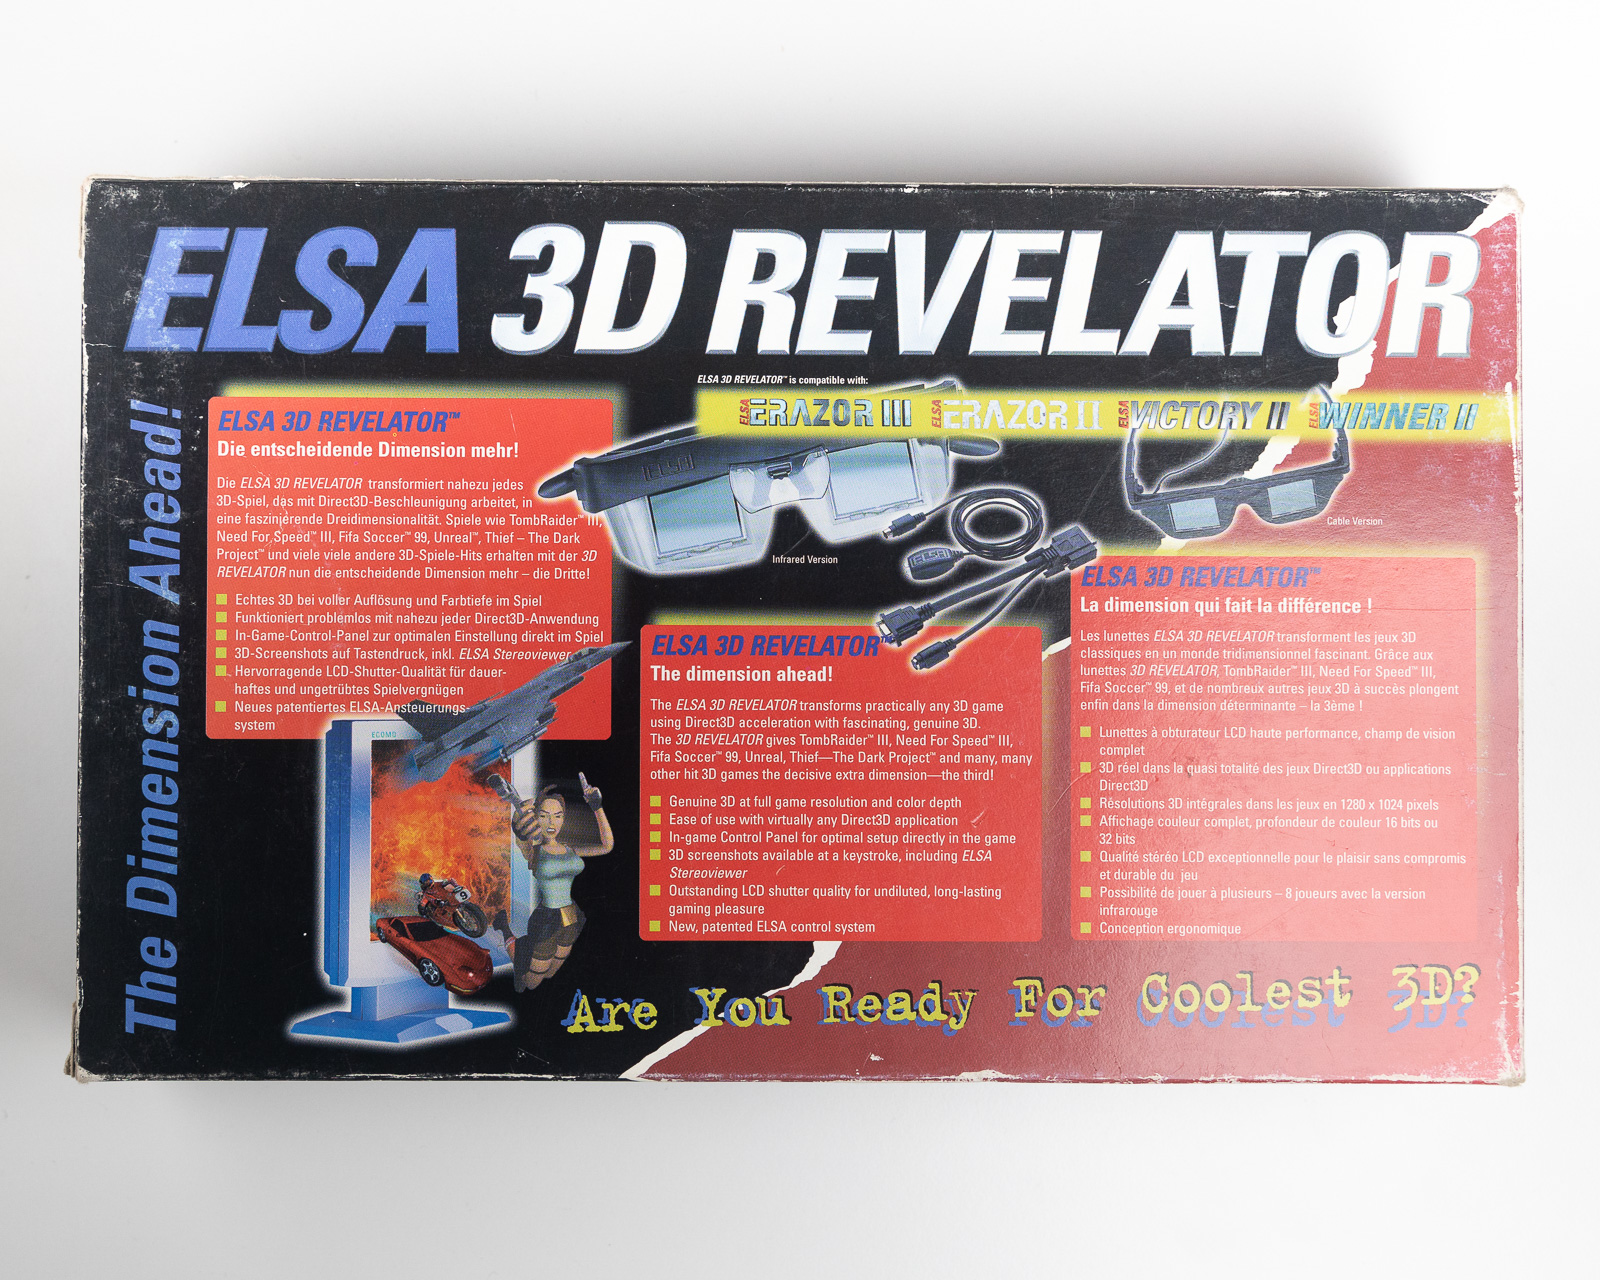 ELSA 3D REVELATOR
The Dimension Ahead!
ELSA 3D REVELATOR™ is compatible with:
ELSA ERAZOR III ELSA ERAZOR II ELSA VICTORY II ELSA WINNER II
ELSA 3D REVELATOR™
Die entscheidende Dimension mehr!
Die ELSA 3D REVELATOR transformiert nahezu jedes
3D-Spiel, das mit Direct3D-Beschleunigung arbeitet, in
eine faszinierende Dreidimensionalität. Spiele wie TombRaider™ III,
Need For Speed™ III, Fifa Soccer™ 99, Unreal™, Thief – The Dark
Project™ und viele viele andere 3D-Spiele-Hits erhalten mit der 3D
REVELATOR nun die entscheidende Dimension mehr – die Dritte!
Echtes 3D bei voller Auflösung und Farbtiefe im Spiel
Funktioniert problemlos mit nahezu jeder Direct3D-Anwendung
In-Game-Control-Panel zur optimalen Einstellung direkt im Spiel
3D-Screenshots auf Tastendruck, inkl. ELSA Stereoviewer
Hervorragende LCD-Shutter-Qualität für dauer-
haftes und ungetrübtes Spielvergnügen
Neues patentiertes ELSA-Ansteuerungs-
system
ECOMO
ELSA
Infrared Version
ELSA
Cable Version
ELSA 3D REVELATOR™
The dimension ahead!
The ELSA 3D REVELATOR transforms practically any 3D game
using Direct3D acceleration with fascinating, genuine 3D.
The 3D REVELATOR gives TombRaider™ III, Need For Speed™ III,
Fifa Soccer™ 99, Unreal, Thief—The Dark Project™ and many, many
other hit 3D games the decisive extra dimension—the third!
Genuine 3D at full game resolution and color depth
Ease of use with virtually any Direct3D application
In-game Control Panel for optimal setup directly in the game
3D screenshots available at a keystroke, including ELSA
Stereoviewer
Outstanding LCD shutter quality for undiluted, long-lasting
gaming pleasure
New, patented ELSA control system
ELSA 3D REVELATOR™
La dimension qui fait la différence !
Les lunettes ELSA 3D REVELATOR transforment les jeux 3D
classiques en un monde tridimensionnel fascinant. Grâce aux
lunettes 3D REVELATOR, TombRaider™ III, Need For Speed™ III,
Fifa Soccer™ 99, et de nombreux autres jeux 3D à succès plongent
enfin dans la dimension déterminante – la 3ème !
Lunettes à obturateur LCD haute performance, champ de vision
complet
3D réel dans la quasi totalité des jeux Direct3D ou applications
Direct3D
Résolutions 3D intégrales dans les jeux en 1280 x 1024 pixels
Affichage couleur complet, profondeur de couleur 16 bits ou
32 bits
Qualité stéréo LCD exceptionnelle pour le plaisir sans compromis
et durable du jeu
Possibilité de jouer à plusieurs – 8 joueurs avec la version
infrarouge
Conception ergonomique
Are You Ready For Coolest 3D?